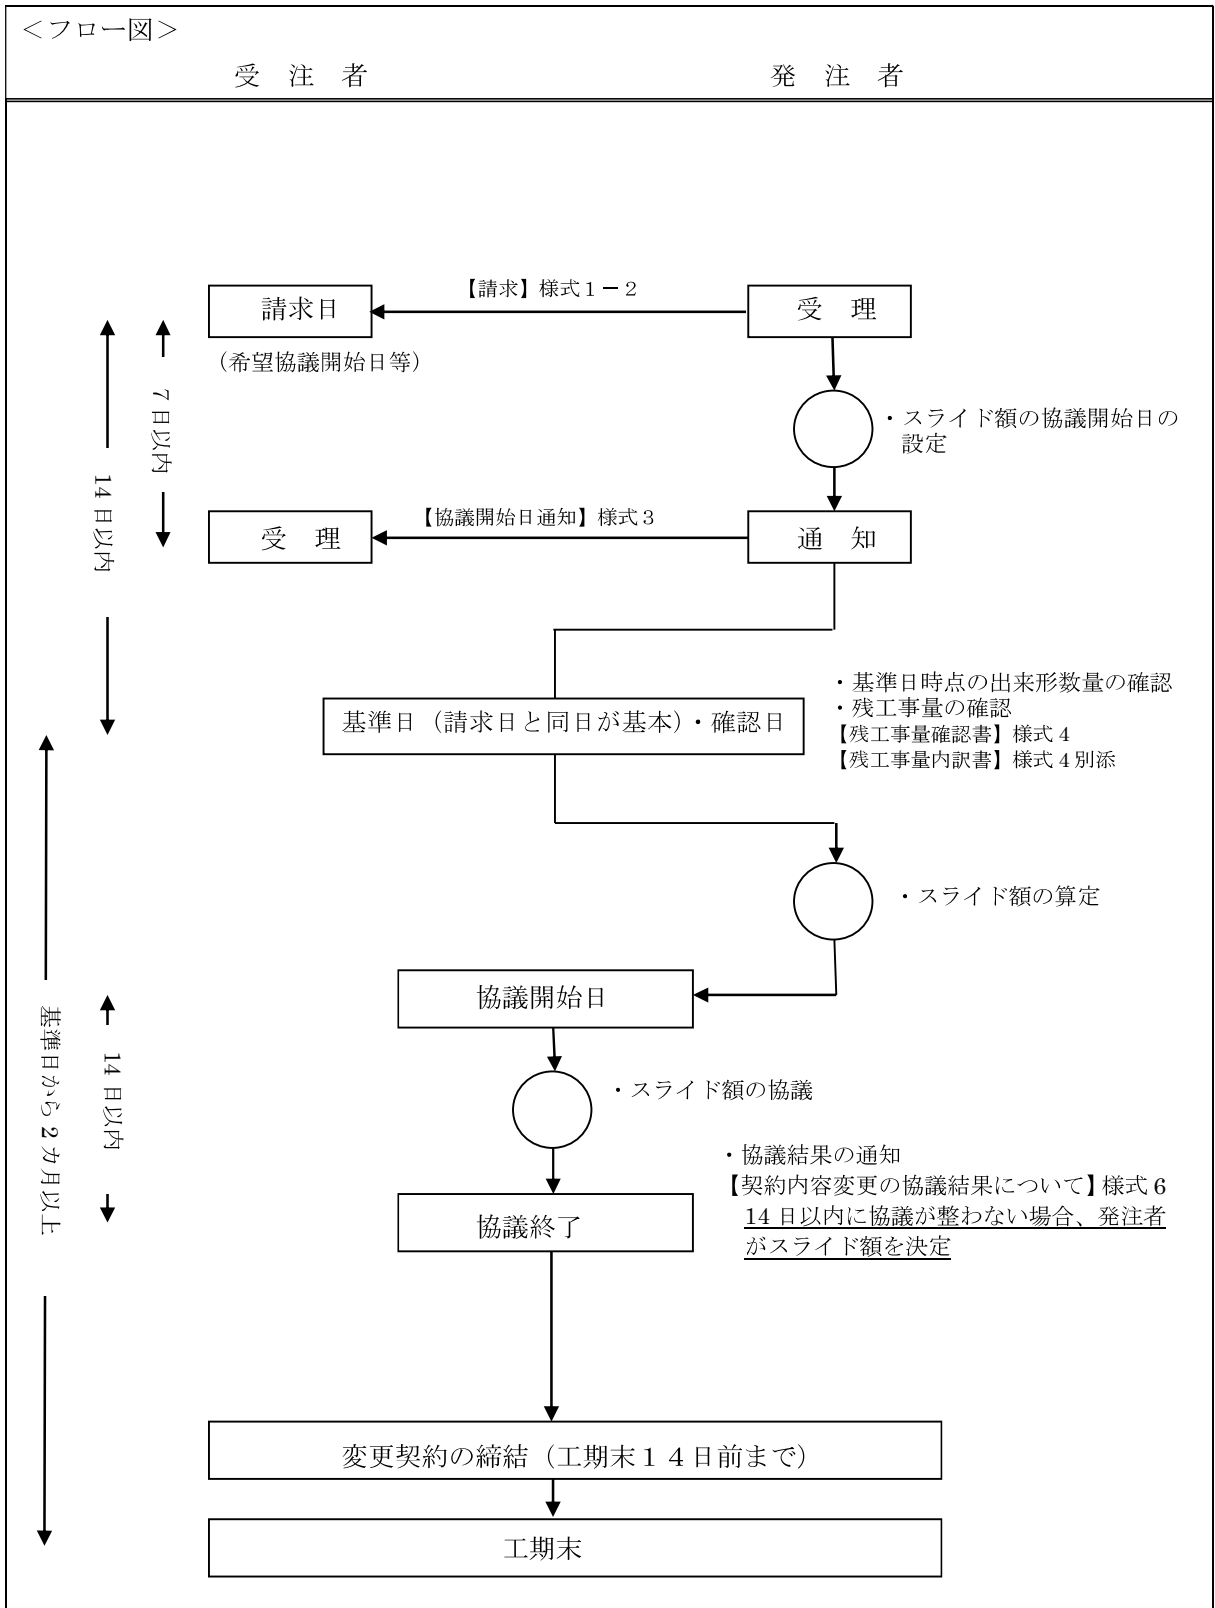 ＜フロー図＞
受　注　者　　発　注　者
【請求】様式１－２
請求日
受　理
（希望協議開始日等）
７日以内
・スライド額の協議開始日の
設定
14日以内
【協議開始日通知】様式３
受　理
通　知
・基準日時点の出来形数量の確認
・残工事量の確認
【残工事量確認書】様式４
【残工事量内訳書】様式４別添
基準日（請求日と同日が基本）・確認日
・スライド額の算定
協議開始日
基準日から２カ月以上
14日以内
・スライド額の協議
・協議結果の通知
【契約内容変更の協議結果について】様式６
14日以内に協議が整わない場合、発注者
がスライド額を決定
協議終了
変更契約の締結（工期末１４日前まで）
工期末